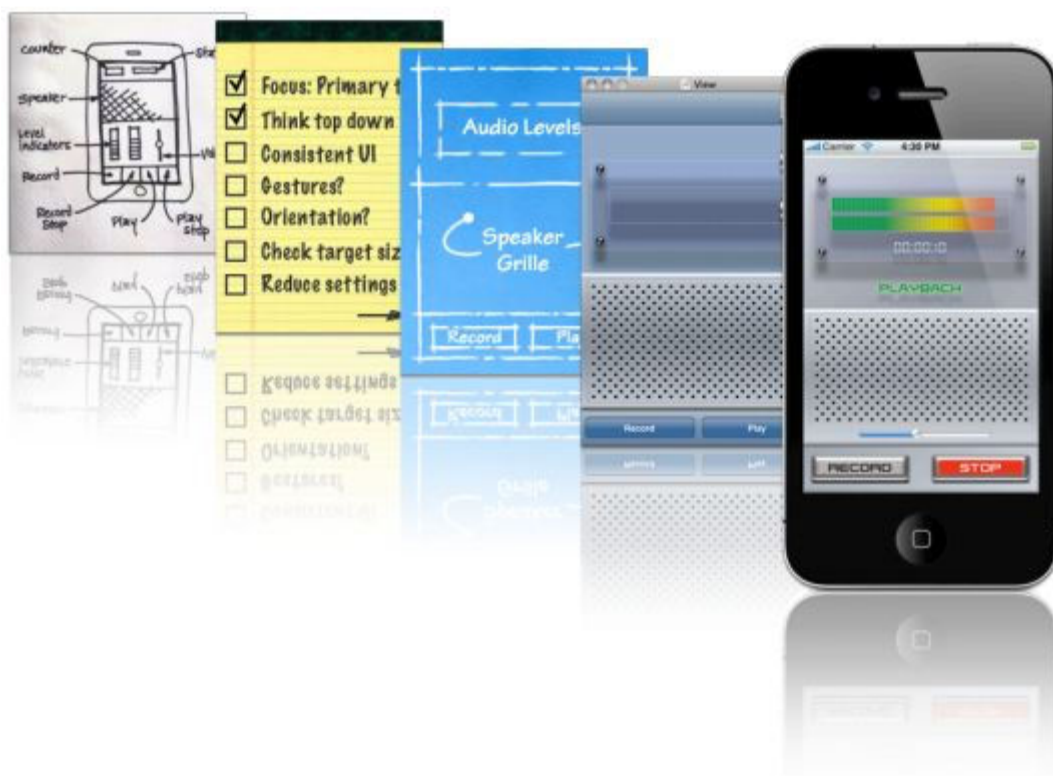 counter
Speaker
Level
indicators
Record
Record
Stop
Play
Play
Stop
Focus: Primary t
Think top down
Consistent UI
Gestures?
Orientation?
Check target siz
Reduce settings
Audio Levels
Speaker
Grille
Record
Pla
View
Record
Play
Carrier
4:30 PM
00:00:10
PLAYBACK
RECORD
STOP